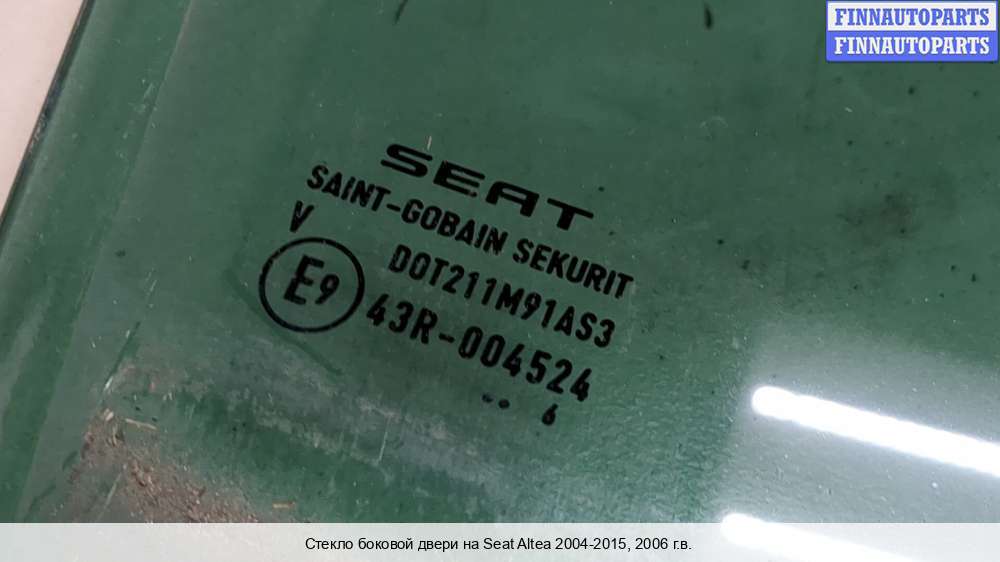 FINNAUTOPARTS
FINNAUTOPARTS
SEAT
SAINT-GOBAIN SEKURIT
V
DOT211M91AS3
E9
43R-004524
•• 6
Стекло боковой двери на Seat Altea 2004-2015, 2006 г.в.